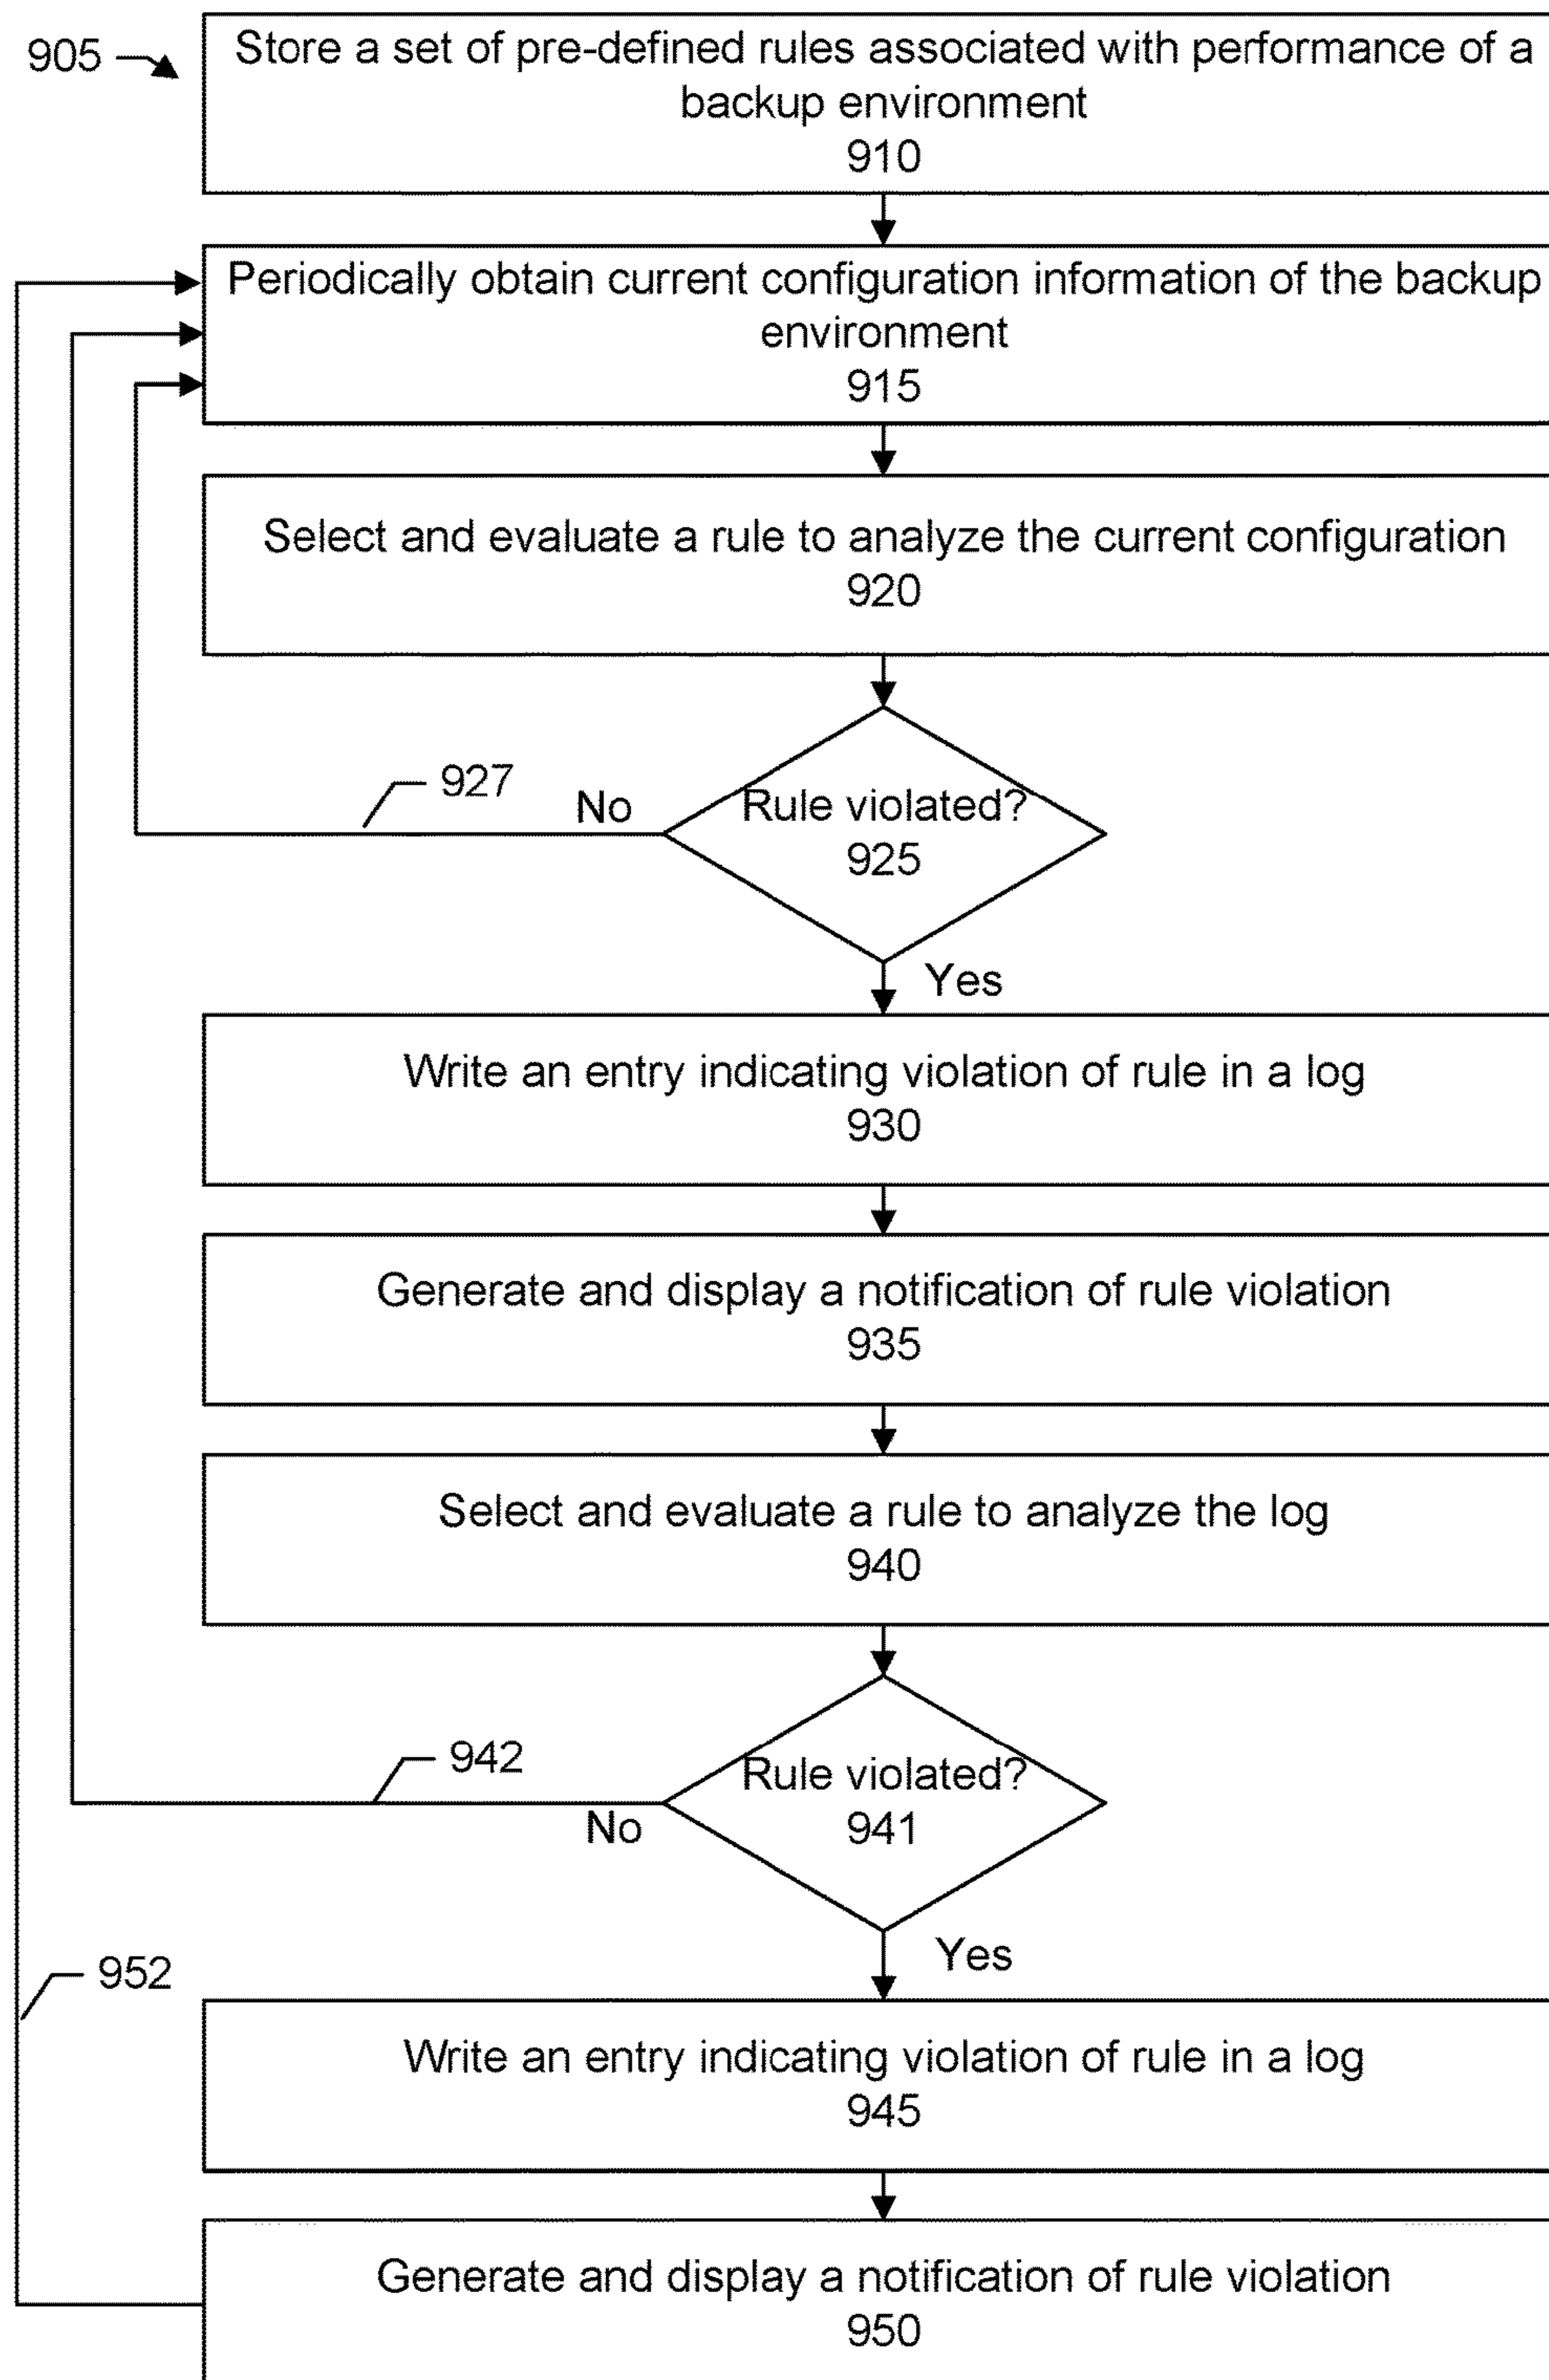 905
Store a set of pre-defined rules associated with performance of a
backup environment
910
Periodically obtain current configuration information of the backup
environment
915
Select and evaluate a rule to analyze the current configuration
920
927
No
Rule violated?
925
Yes
Write an entry indicating violation of rule in a log
930
Generate and display a notification of rule violation
935
Select and evaluate a rule to analyze the log
940
942
No
Rule violated?
941
Yes
952
Write an entry indicating violation of rule in a log
945
Generate and display a notification of rule violation
950